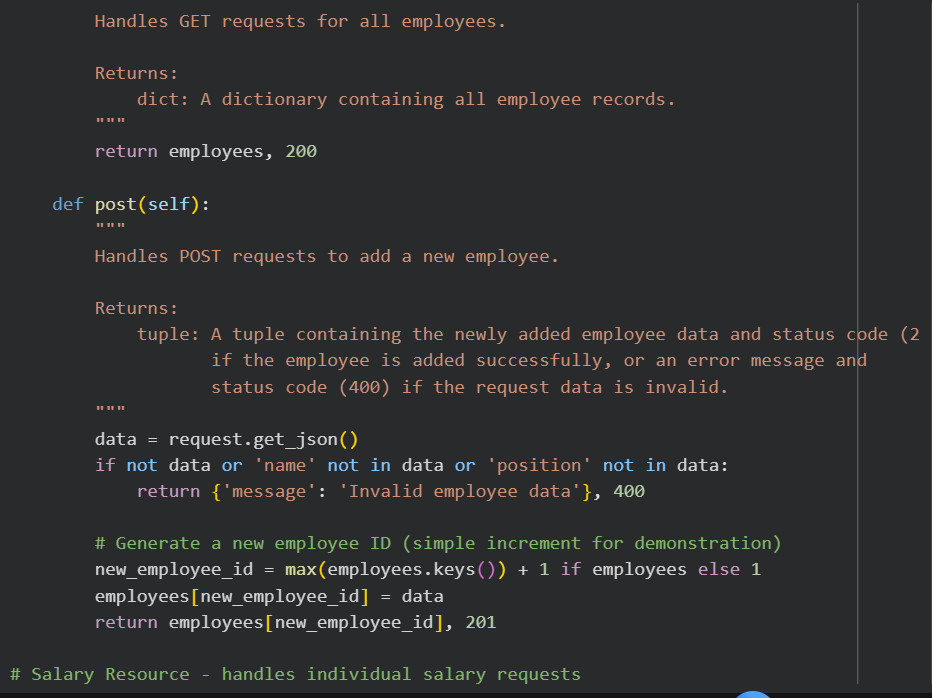 Handles GET requests for all employees.

        Returns:
            dict: A dictionary containing all employee records.
        """
        return employees, 200

    def post(self):
        """
        Handles POST requests to add a new employee.

        Returns:
            tuple: A tuple containing the newly added employee data and status code (2
                   if the employee is added successfully, or an error message and
                   status code (400) if the request data is invalid.
        """
        data = request.get_json()
        if not data or 'name' not in data or 'position' not in data:
            return {'message': 'Invalid employee data'}, 400

        # Generate a new employee ID (simple increment for demonstration)
        new_employee_id = max(employees.keys()) + 1 if employees else 1
        employees[new_employee_id] = data
        return employees[new_employee_id], 201

# Salary Resource - handles individual salary requests